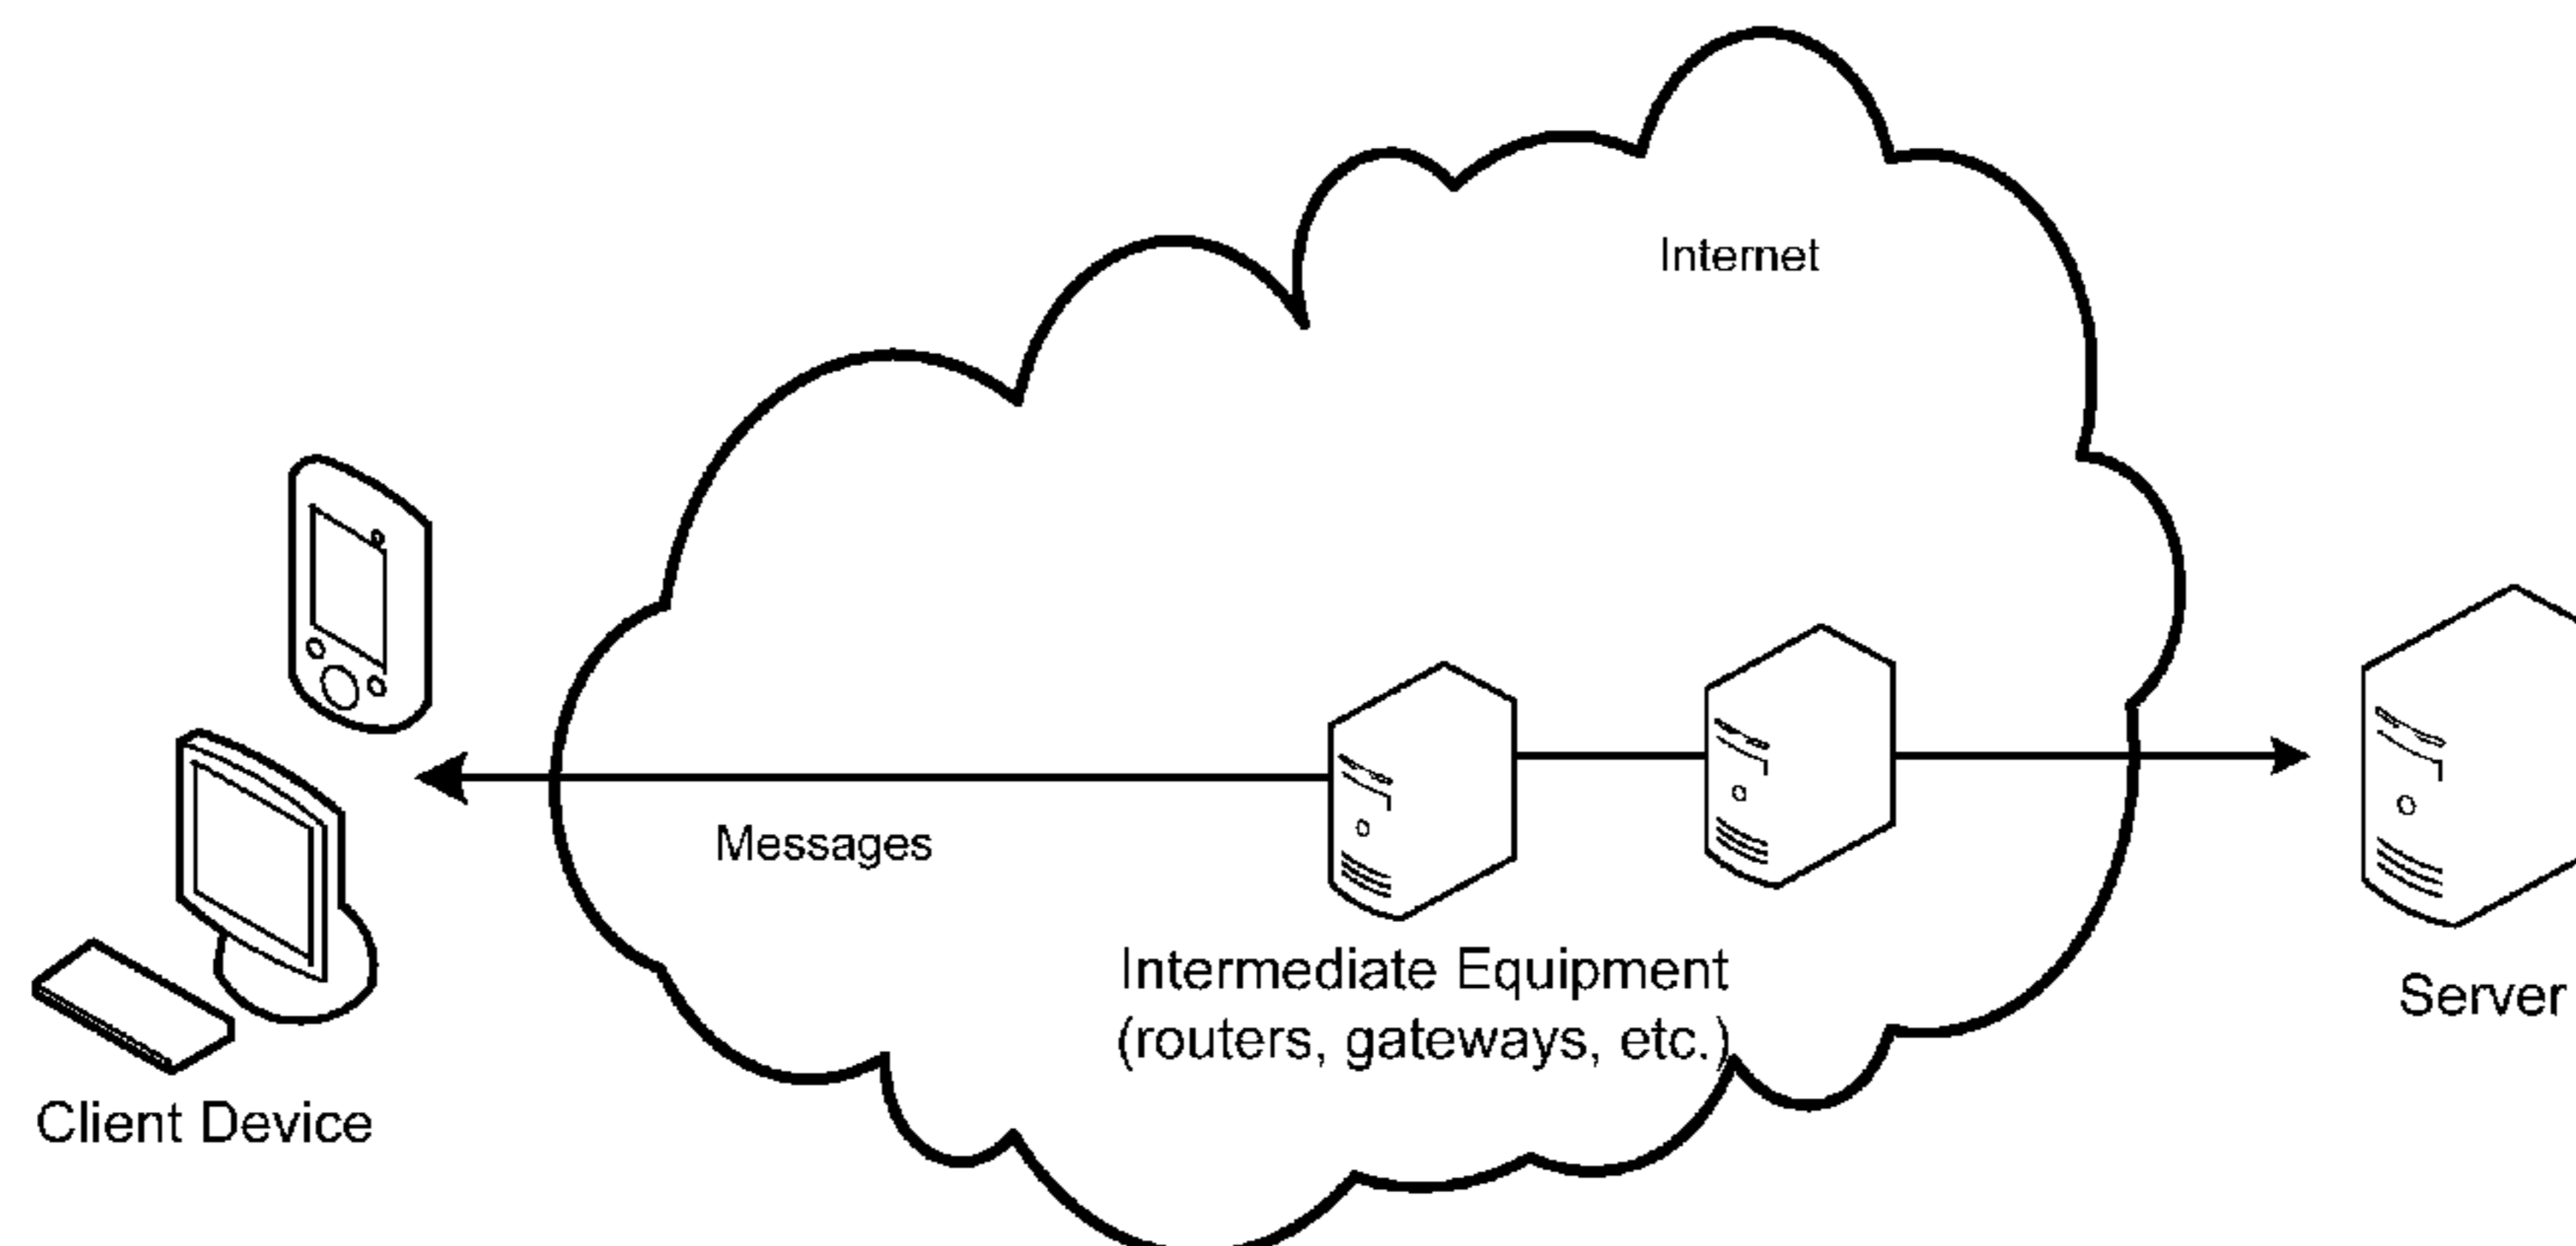 Internet
Messages
Intermediate Equipment
(routers, gateways, etc.)
Server
Client Device